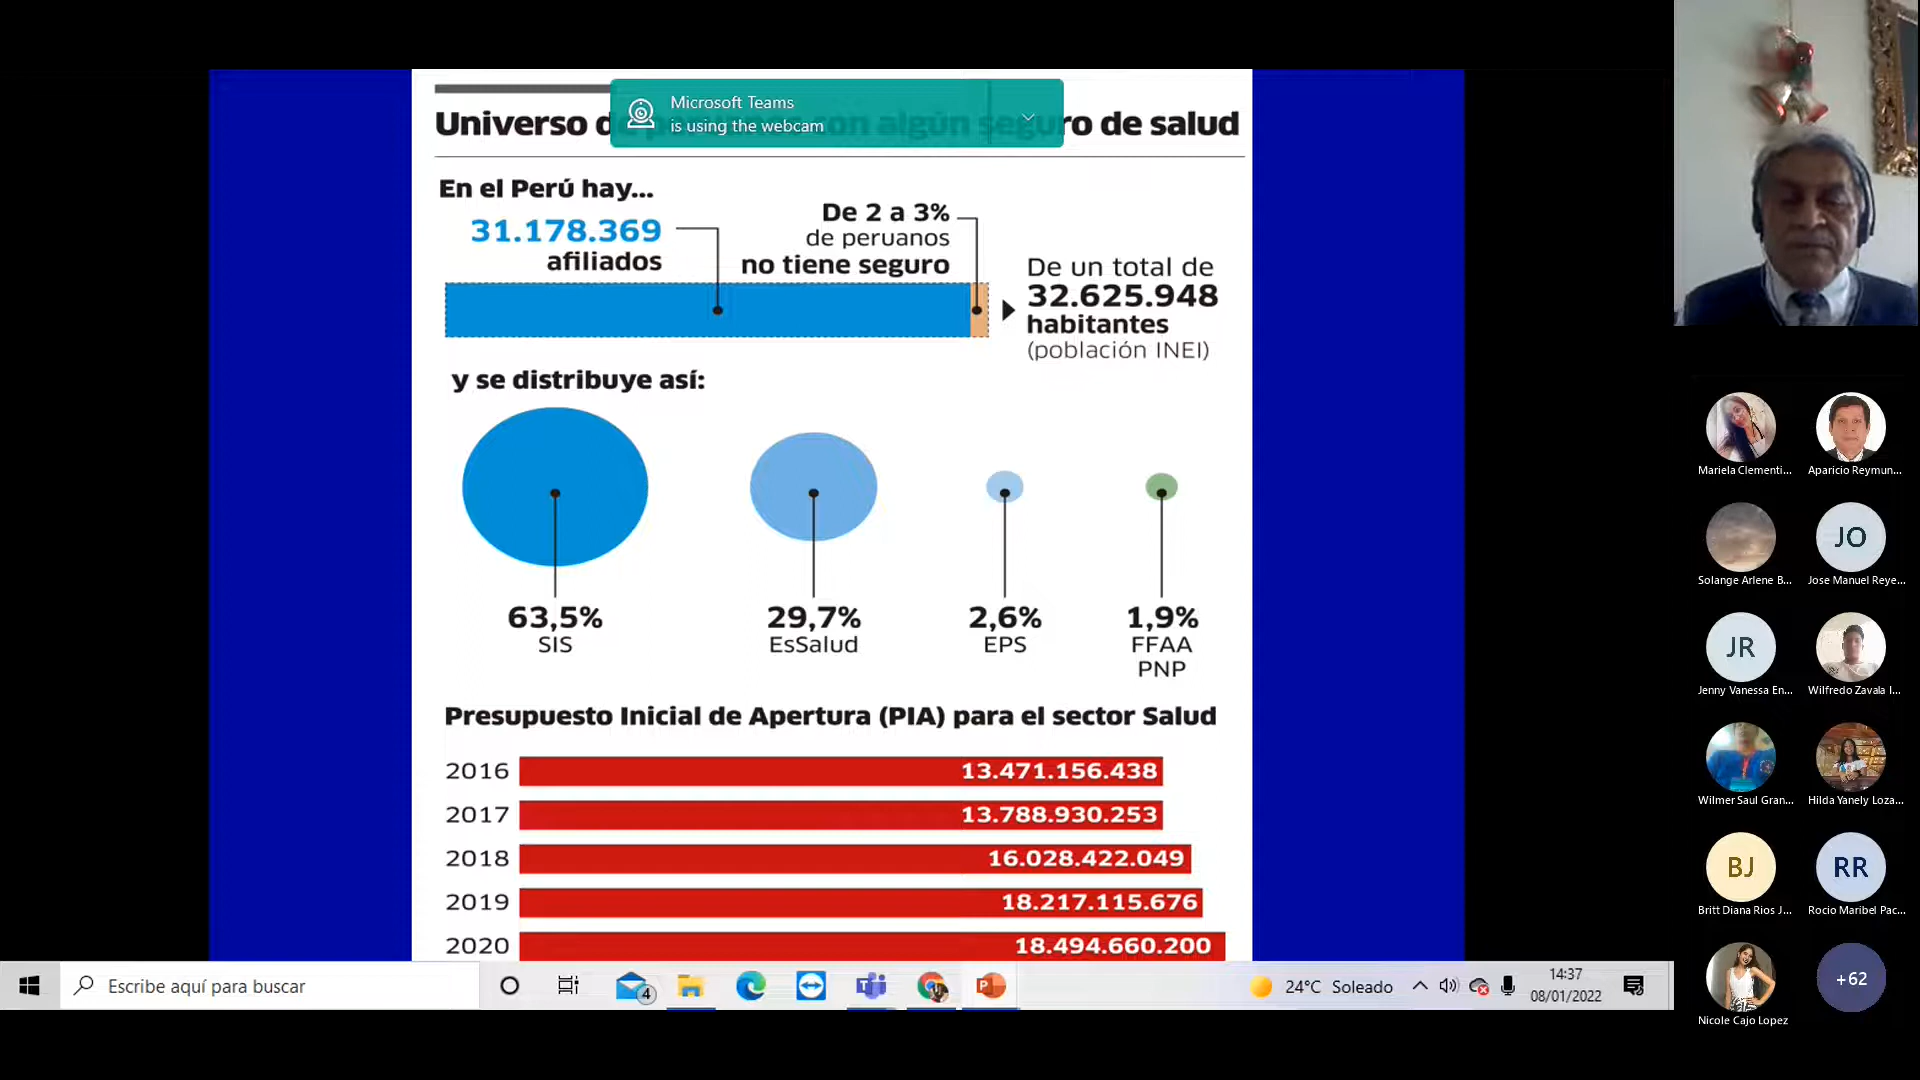 Universo de peruanos con algún seguro de salud
Microsoft Teams
is using the webcam
En el Perú hay...
31.178.369
afiliados
De 2 a 3%
de peruanos
no tiene seguro
De un total de
32.625.948
habitantes
(población INEI)
y se distribuye así:
63,5%
SIS
29,7%
EsSalud
2,6%
EPS
1,9%
FFAA
PNP
Presupuesto Inicial de Apertura (PIA) para el sector Salud
2016 13.471.156.438
2017 13.788.930.253
2018 16.028.422.049
2019 18.217.115.676
2020 18.494.660.200
Escribe aquí para buscar
4
24°C Soleado
14:37
08/01/2022
Mariela Clementi...
Aparicio Reymun...
Solange Arlene B...
JO
Jose Manuel Reye...
JR
Jenny Vanessa En...
Wilfredo Zavala I...
Wilmer Saul Gran...
Hilda Yanely Loza...
BJ
Britt Diana Rios J...
RR
Rocio Maribel Pac...
Nicole Cajo Lopez
+62